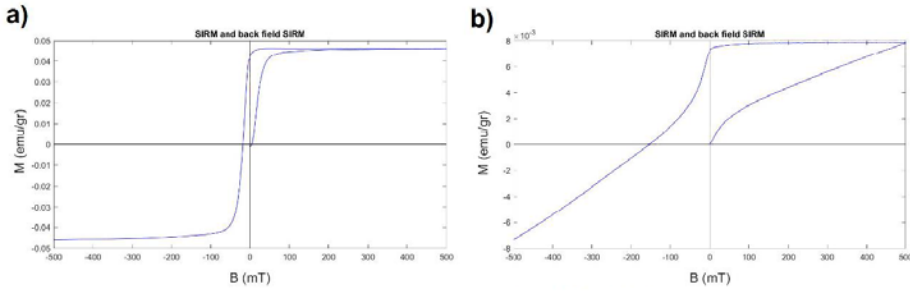 a)
SIRM and back field SIRM
M (emu/gr)
0.05
0.04
0.03
0.02
0.01
0
-0.01
-0.02
-0.03
-0.04
-0.05
-500 -400 -300 -200 -100 0 100 200 300 400 500
B (mT)
b)
SIRM and back field SIRM
× 10⁻³
M (emu/gr)
8
6
4
2
0
-2
-4
-6
-8
-500 -400 -300 -200 -100 0 100 200 300 400 500
B (mT)